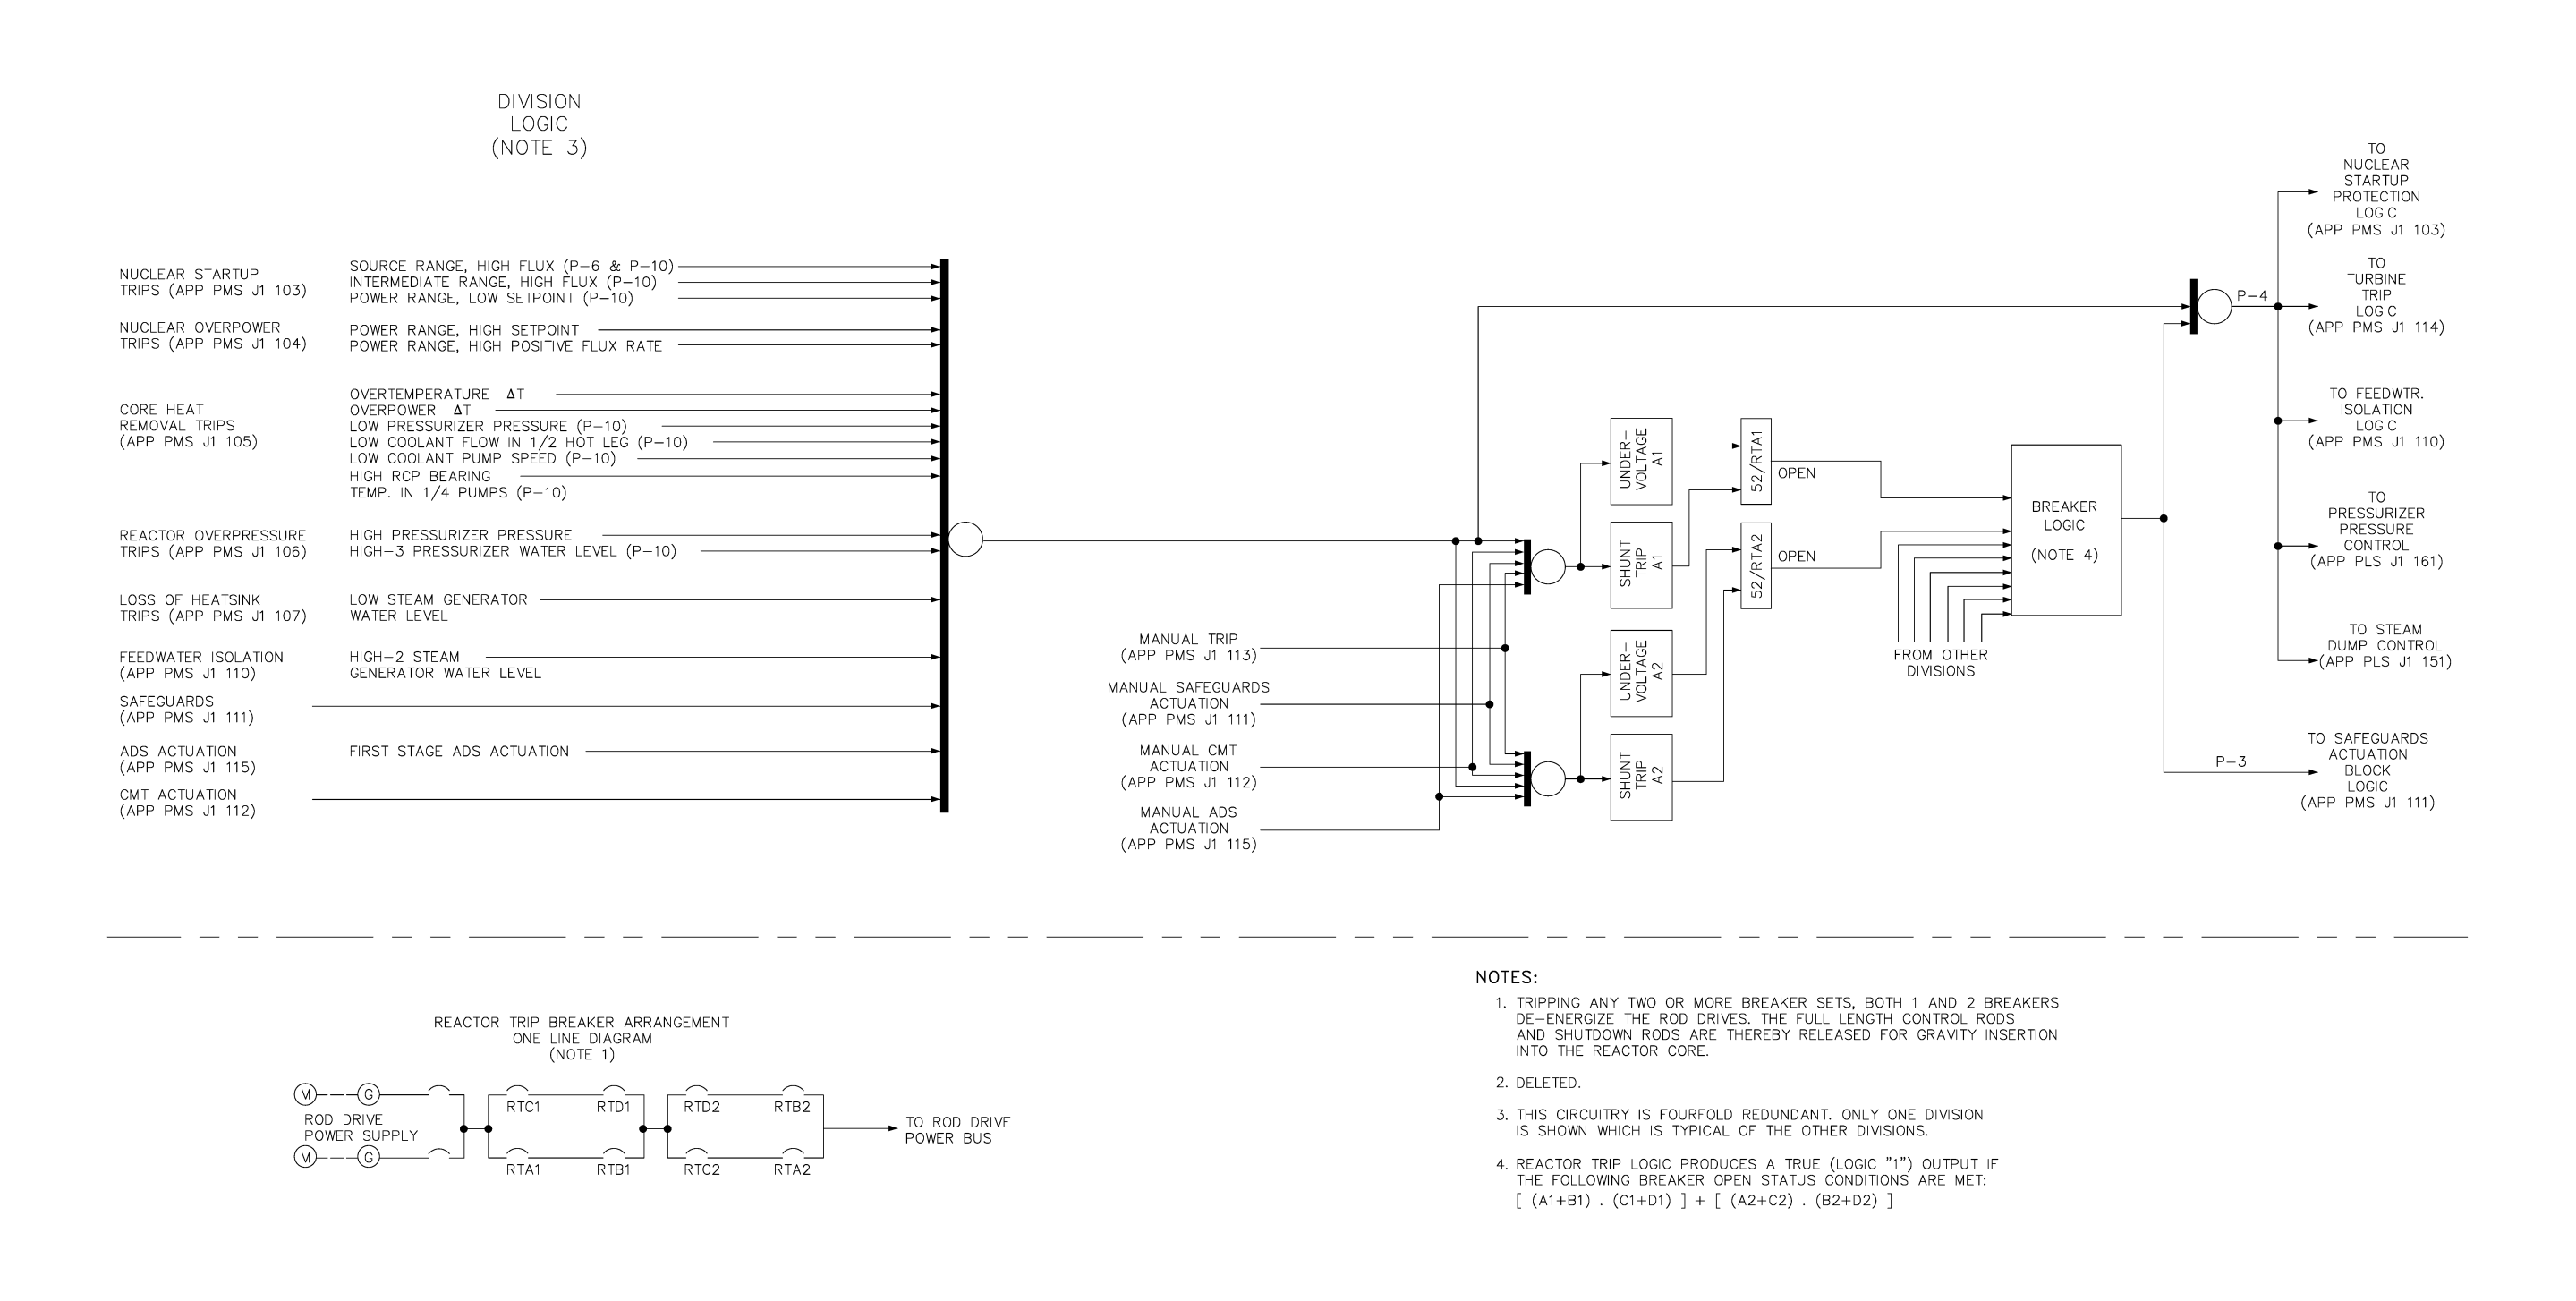 DIVISION
LOGIC
(NOTE 3)
NUCLEAR STARTUP
TRIPS (APP PMS J1 103)
SOURCE RANGE, HIGH FLUX (P-6 & P-10)
INTERMEDIATE RANGE, HIGH FLUX (P-10)
POWER RANGE, LOW SETPOINT (P-10)
NUCLEAR OVERPOWER
TRIPS (APP PMS J1 104)
POWER RANGE, HIGH SETPOINT
POWER RANGE, HIGH POSITIVE FLUX RATE
CORE HEAT
REMOVAL TRIPS
(APP PMS J1 105)
OVERTEMPERATURE ΔT
OVERPOWER ΔT
LOW PRESSURIZER PRESSURE (P-10)
LOW COOLANT FLOW IN 1/2 HOT LEG (P-10)
LOW COOLANT PUMP SPEED (P-10)
HIGH RCP BEARING
TEMP. IN 1/4 PUMPS (P-10)
REACTOR OVERPRESSURE
TRIPS (APP PMS J1 106)
HIGH PRESSURIZER PRESSURE
HIGH-3 PRESSURIZER WATER LEVEL (P-10)
LOSS OF HEATSINK
TRIPS (APP PMS J1 107)
LOW STEAM GENERATOR
WATER LEVEL
FEEDWATER ISOLATION
(APP PMS J1 110)
HIGH-2 STEAM
GENERATOR WATER LEVEL
SAFEGUARDS
(APP PMS J1 111)
ADS ACTUATION
(APP PMS J1 115)
FIRST STAGE ADS ACTUATION
CMT ACTUATION
(APP PMS J1 112)
MANUAL TRIP
(APP PMS J1 113)
MANUAL SAFEGUARDS
ACTUATION
(APP PMS J1 111)
MANUAL CMT
ACTUATION
(APP PMS J1 112)
MANUAL ADS
ACTUATION
(APP PMS J1 115)
UNDER-
VOLTAGE
A1
SHUNT
TRIP
A1
UNDER-
VOLTAGE
A2
SHUNT
TRIP
A2
52/RTA1
OPEN
52/RTA2
OPEN
FROM OTHER
DIVISIONS
BREAKER
LOGIC
(NOTE 4)
P-4
P-3
TO
NUCLEAR
STARTUP
PROTECTION
LOGIC
(APP PMS J1 103)
TO
TURBINE
TRIP
LOGIC
(APP PMS J1 114)
TO FEEDWTR.
ISOLATION
LOGIC
(APP PMS J1 110)
TO
PRESSURIZER
PRESSURE
CONTROL
(APP PLS J1 161)
TO STEAM
DUMP CONTROL
(APP PLS J1 151)
TO SAFEGUARDS
ACTUATION
BLOCK
LOGIC
(APP PMS J1 111)
REACTOR TRIP BREAKER ARRANGEMENT
ONE LINE DIAGRAM
(NOTE 1)
M G
ROD DRIVE
POWER SUPPLY
M G
RTC1 RTD1 RTD2 RTB2
RTA1 RTB1 RTC2 RTA2
TO ROD DRIVE
POWER BUS
NOTES:
1. TRIPPING ANY TWO OR MORE BREAKER SETS, BOTH 1 AND 2 BREAKERS
DE-ENERGIZE THE ROD DRIVES. THE FULL LENGTH CONTROL RODS
AND SHUTDOWN RODS ARE THEREBY RELEASED FOR GRAVITY INSERTION
INTO THE REACTOR CORE.
2. DELETED.
3. THIS CIRCUITRY IS FOURFOLD REDUNDANT. ONLY ONE DIVISION
IS SHOWN WHICH IS TYPICAL OF THE OTHER DIVISIONS.
4. REACTOR TRIP LOGIC PRODUCES A TRUE (LOGIC "1") OUTPUT IF
THE FOLLOWING BREAKER OPEN STATUS CONDITIONS ARE MET:
[ (A1+B1) . (C1+D1) ] + [ (A2+C2) . (B2+D2) ]